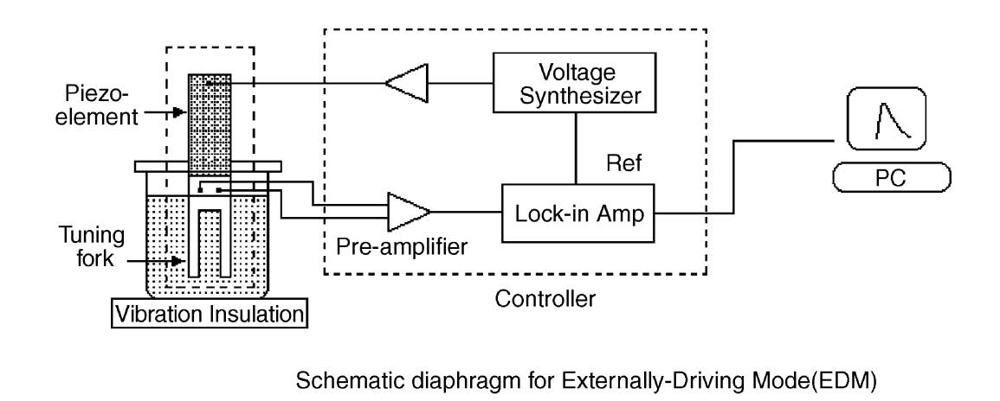 Voltage
Synthesizer
Piezo-
element
Ref
PC
Lock-in Amp
Tuning
fork
Pre-amplifier
Controller
Vibration Insulation
Schematic diaphragm for Externally-Driving Mode(EDM)